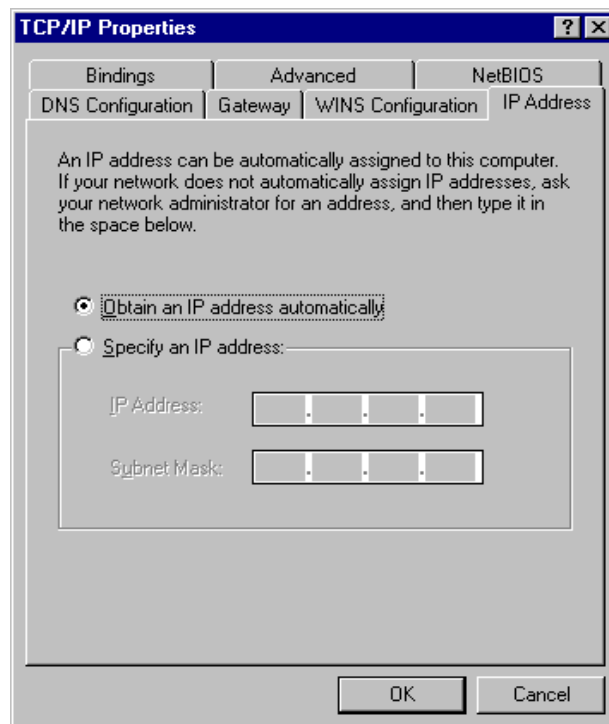 TCP/IP Properties
Bindings Advanced NetBIOS
DNS Configuration Gateway WINS Configuration IP Address
An IP address can be automatically assigned to this computer.
If your network does not automatically assign IP addresses, ask
your network administrator for an address, and then type it in
the space below.
Obtain an IP address automatically
Specify an IP address:
IP Address:
Subnet Mask:
OK Cancel